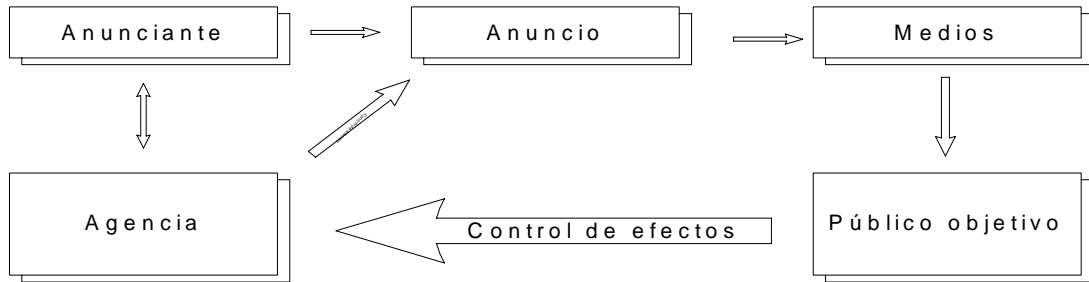 Anunciante
Anuncio
Medios
Agencia
Control de efectos
Público objetivo